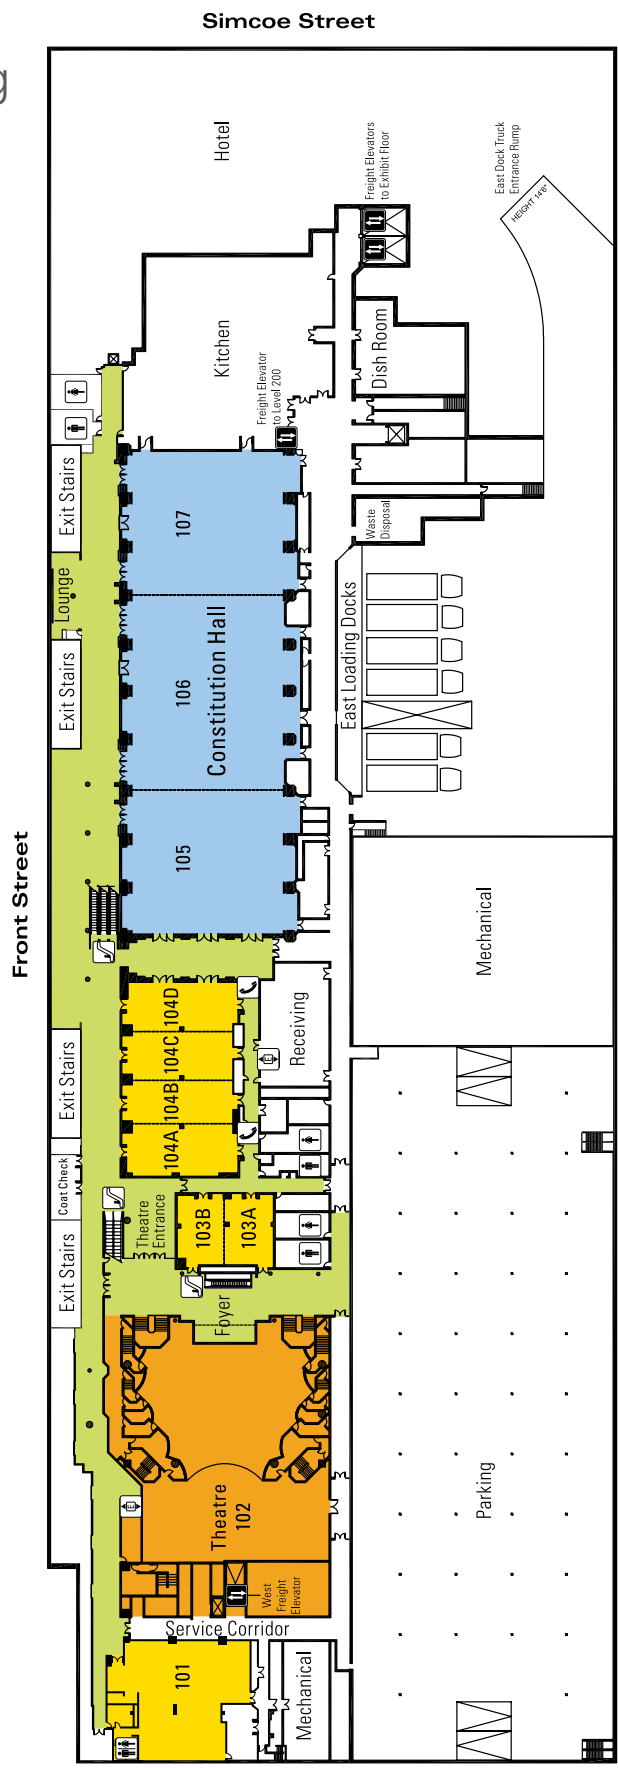 Simcoe Street
g
Hotel
Freight Elevators
to Exhibit Floor
East Dock Truck
Entrance Rump
HEIGHT 14'6"
Kitchen
Freight Elevator
to Level 200
Dish Room
Exit Stairs
107
Waste
Disposal
Lounge
Exit Stairs
106
Constitution Hall
East Loading Docks
105
Front Street
Mechanical
104D
104C
104B
104A
E
Receiving
Exit Stairs
Coat Check
Theatre
Entrance
103B
103A
Exit Stairs
Foyer
Theatre
102
E
Parking
West
Freight
Elevator
Service Corridor
101
Mechanical